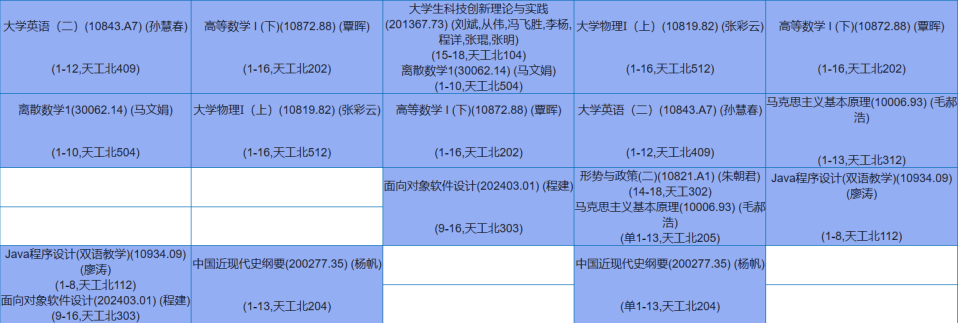 大学英语（二）(10843.A7) (孙慧春)
(1-12,天工北409)
高等数学 I (下)(10872.88) (覃晖)
(1-16,天工北202)
大学生科技创新理论与实践
(201367.73) (刘斌,从伟,冯飞胜,李杨,
程洋,张琨,张明)
(15-18,天工北104)
离散数学1(30062.14) (马文娟)
(1-10,天工北504)
大学物理I（上）(10819.82) (张彩云)
(1-16,天工北512)
高等数学 I (下)(10872.88) (覃晖)
(1-16,天工北202)
离散数学1(30062.14) (马文娟)
(1-10,天工北504)
大学物理I（上）(10819.82) (张彩云)
(1-16,天工北512)
高等数学 I (下)(10872.88) (覃晖)
(1-16,天工北202)
大学英语（二）(10843.A7) (孙慧春)
(1-12,天工北409)
马克思主义基本原理(10006.93) (毛郝
浩)
(1-13,天工北312)
面向对象软件设计(202403.01) (程建)
(9-16,天工北303)
形势与政策(二)(10821.A1) (朱朝君)
(14-18,天工302)
马克思主义基本原理(10006.93) (毛郝
浩)
(单1-13,天工北205)
Java程序设计(双语教学)(10934.09)
(廖涛)
(1-8,天工北112)
Java程序设计(双语教学)(10934.09)
(廖涛)
(1-8,天工北112)
面向对象软件设计(202403.01) (程建)
(9-16,天工北303)
中国近现代史纲要(200277.35) (杨帆)
(1-13,天工北204)
中国近现代史纲要(200277.35) (杨帆)
(单1-13,天工北204)